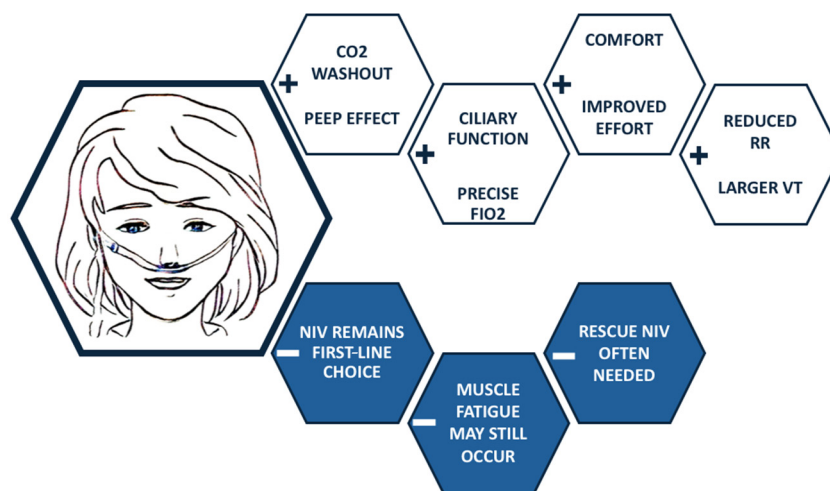 CO2
WASHOUT
PEEP EFFECT
+
CILIARY
FUNCTION
PRECISE
FIO2
+
COMFORT
IMPROVED
EFFORT
+
REDUCED
RR
LARGER VT
+
NIV REMAINS
FIRST-LINE
CHOICE
-
MUSCLE
FATIGUE
MAY STILL
OCCUR
-
RESCUE NIV
OFTEN
NEEDED
-